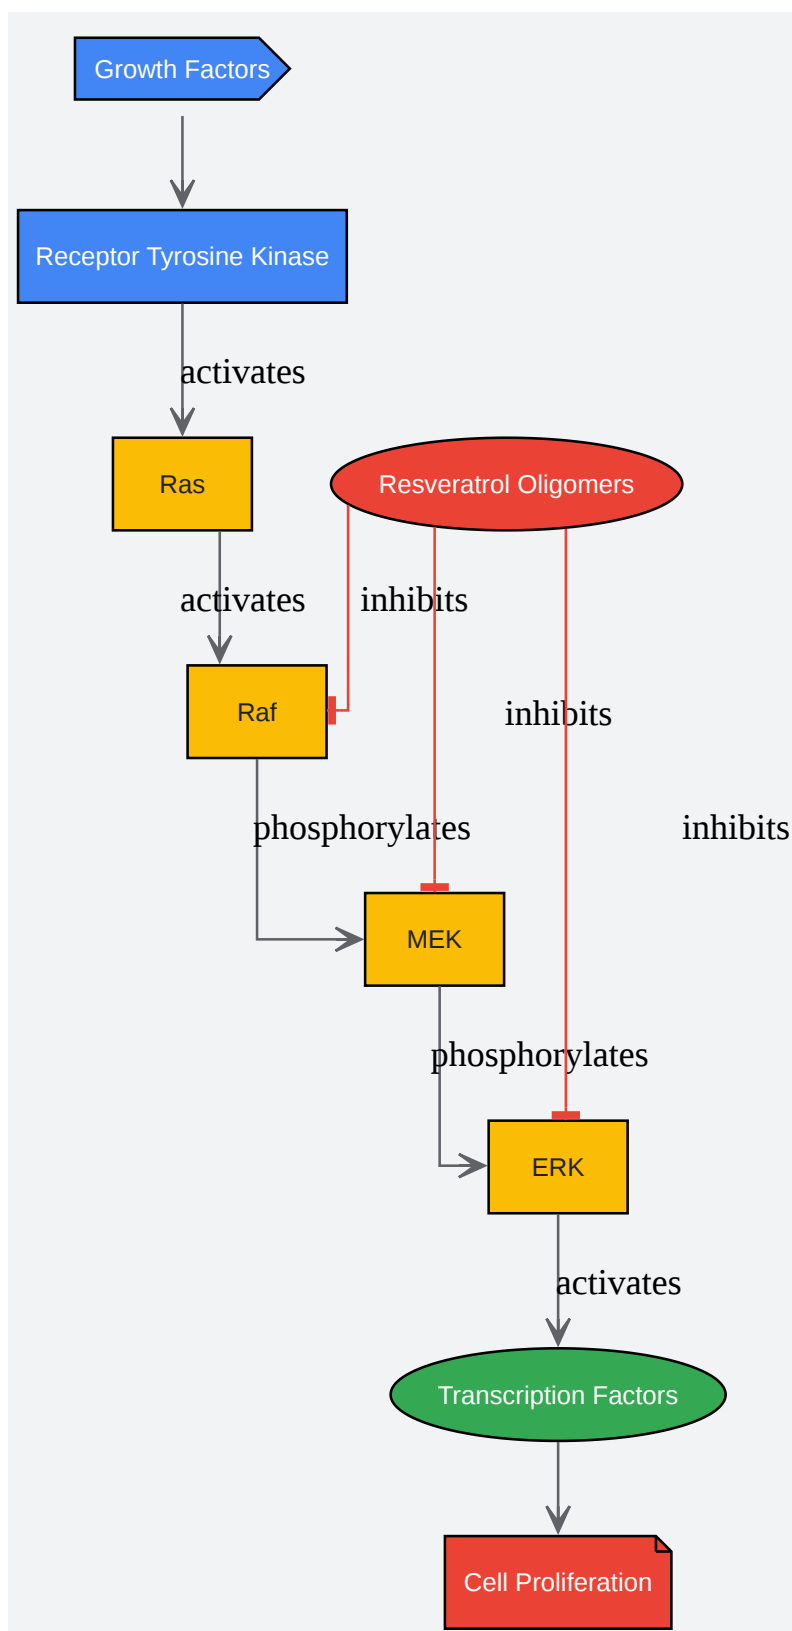 Growth Factors
Receptor Tyrosine Kinase
activates
Ras
Resveratrol Oligomers
activates
inhibits
Raf
inhibits
phosphorylates
inhibits
MEK
phosphorylates
ERK
activates
Transcription Factors
Cell Proliferation